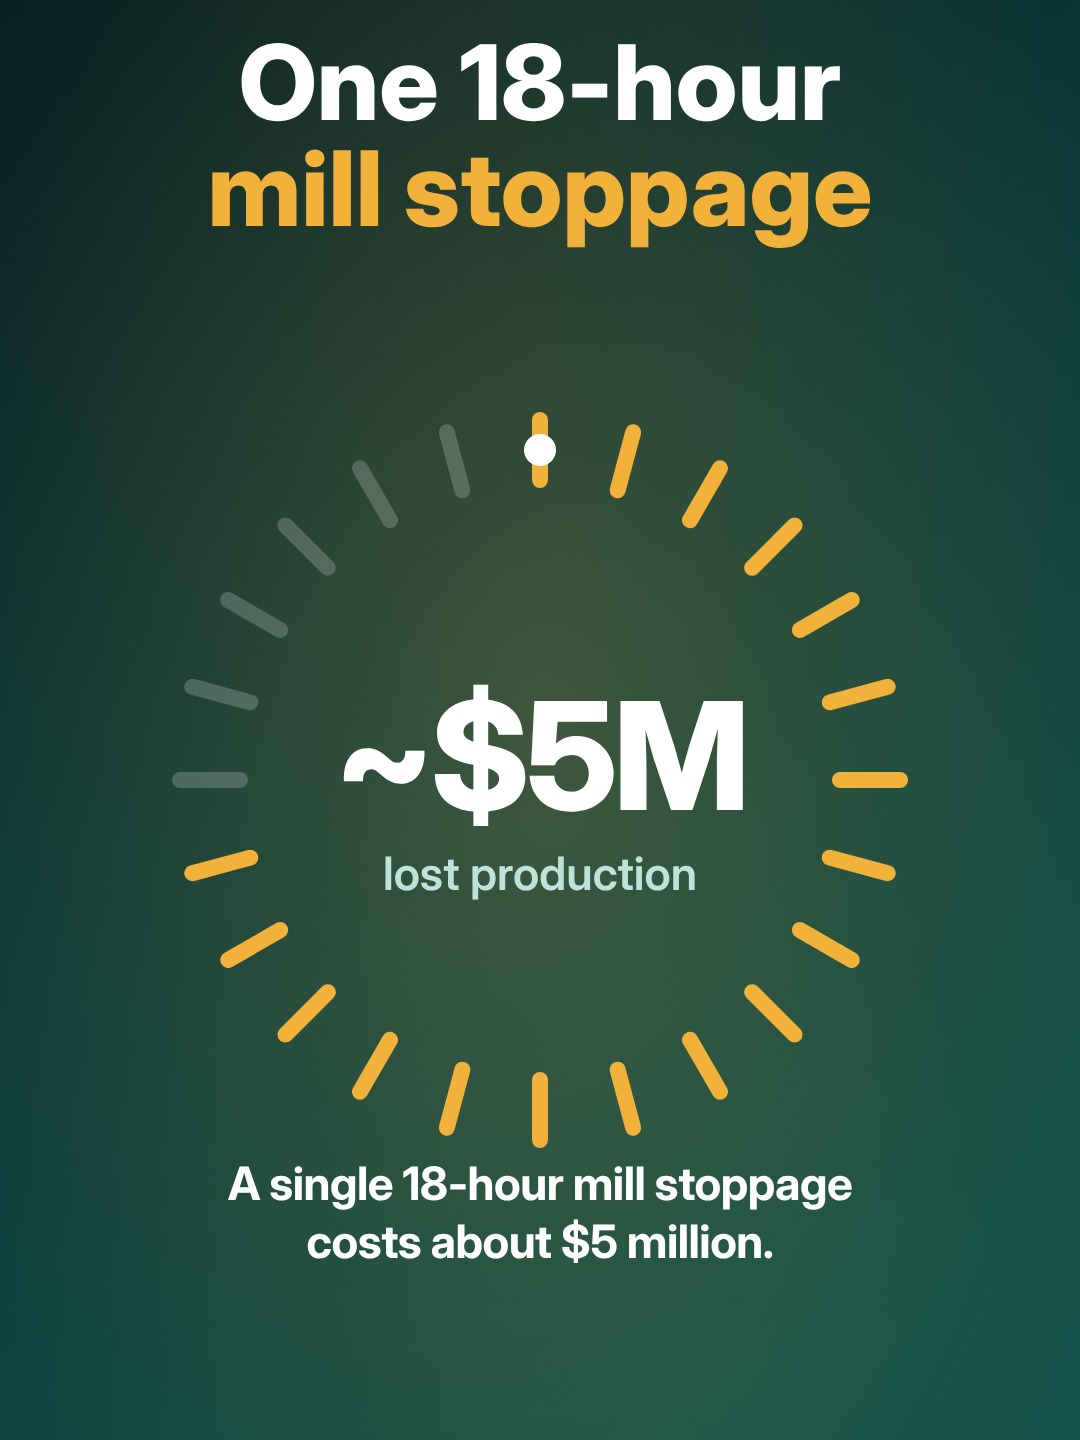 One 18-hour
mill stoppage
~$5M
lost production
A single 18-hour mill stoppage
costs about $5 million.